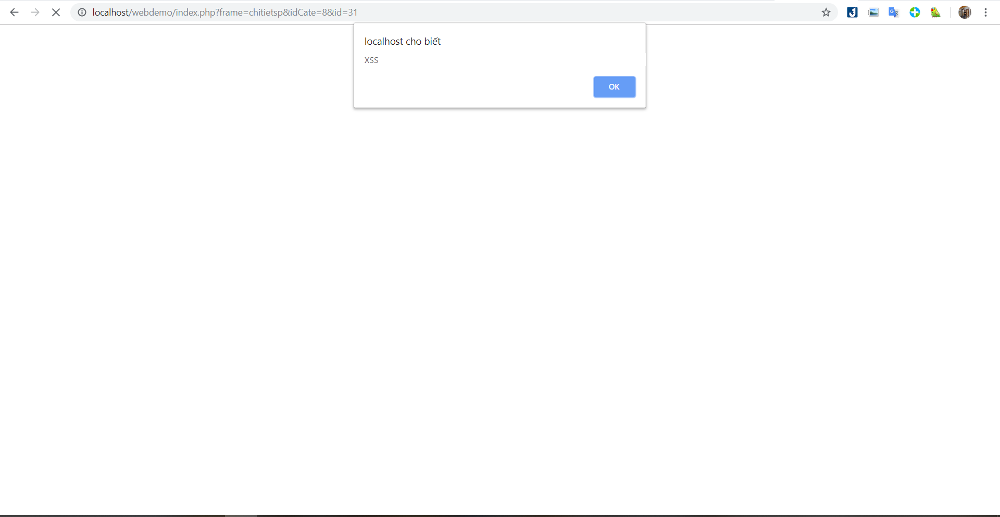 localhost/webdemo/index.php?frame=chitietsp&idCate=8&id=31
localhost cho biết
XSS
OK